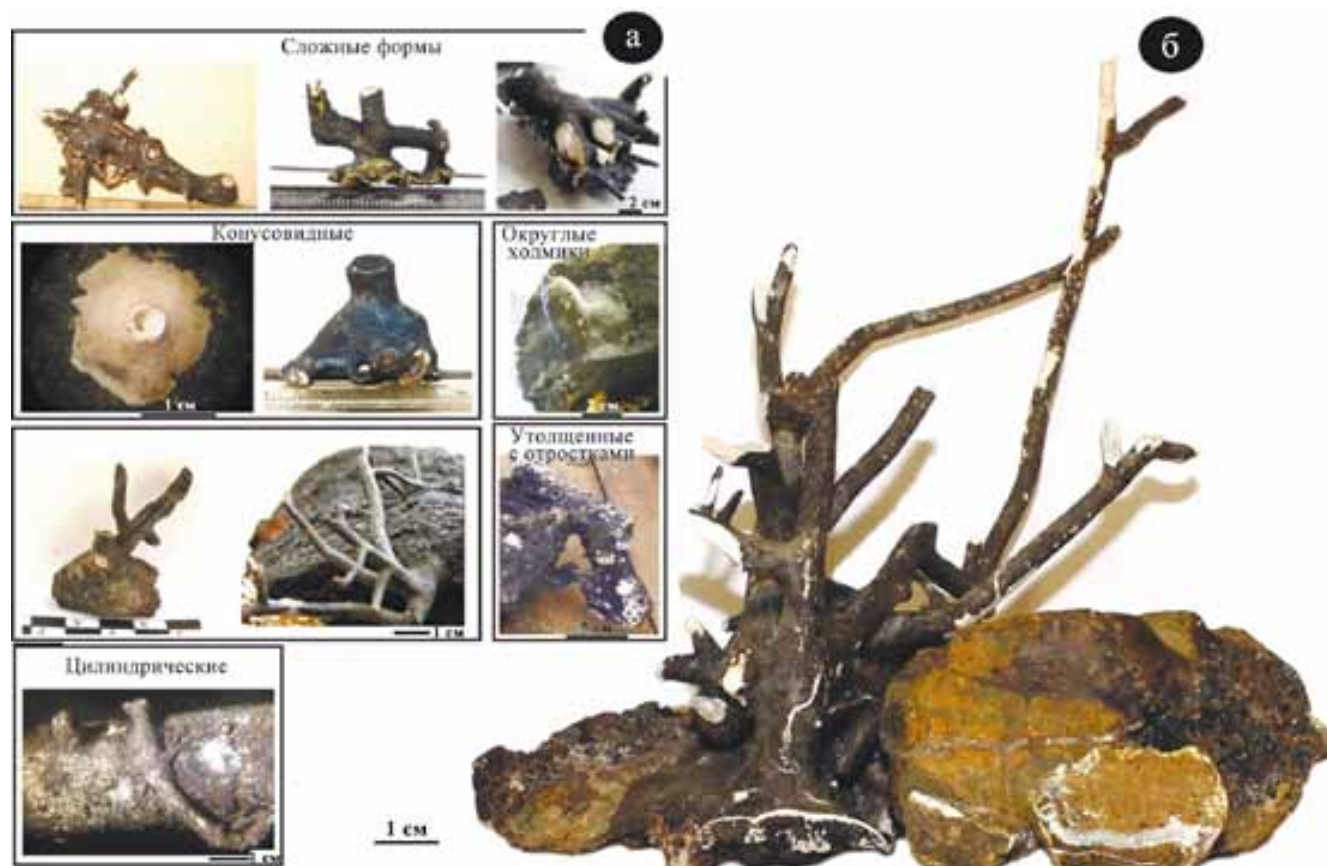 а
б
Сложные формы
2 см
Конусовидные
1 см
Округлые
холмики
Утолщенные
с отростками
1 см
Цилиндрические
1 см